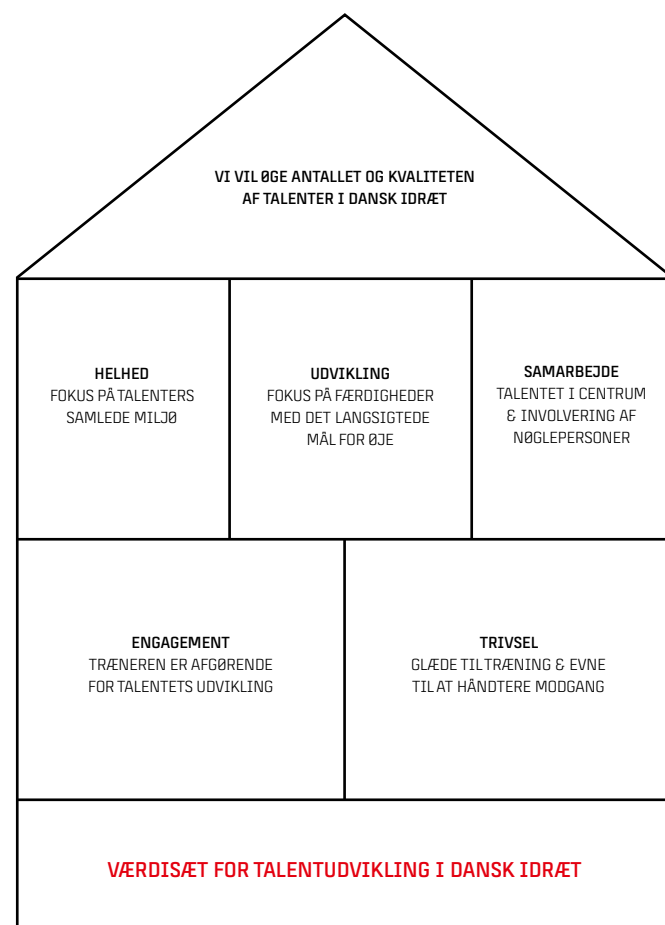 VI VIL ØGE ANTALLET OG KVALITETEN
AF TALENTER I DANSK IDRÆT
HELHED
FOKUS PÅ TALENTERS
SAMLEDE MILJØ
UDVIKLING
FOKUS PÅ FÆRDIGHEDER
MED DET LANGSIGTEDE
MÅL FOR ØJE
SAMARBEJDE
TALENTET I CENTRUM
& INVOLVERING AF
NØGLEPERSONER
ENGAGEMENT
TRÆNEREN ER AFGØRENDE
FOR TALENTETS UDVIKLING
TRIVSEL
GLÆDE TIL TRÆNING & EVNE
TIL AT HÅNDTERE MODGANG
VÆRDISÆT FOR TALENTUDVIKLING I DANSK IDRÆT